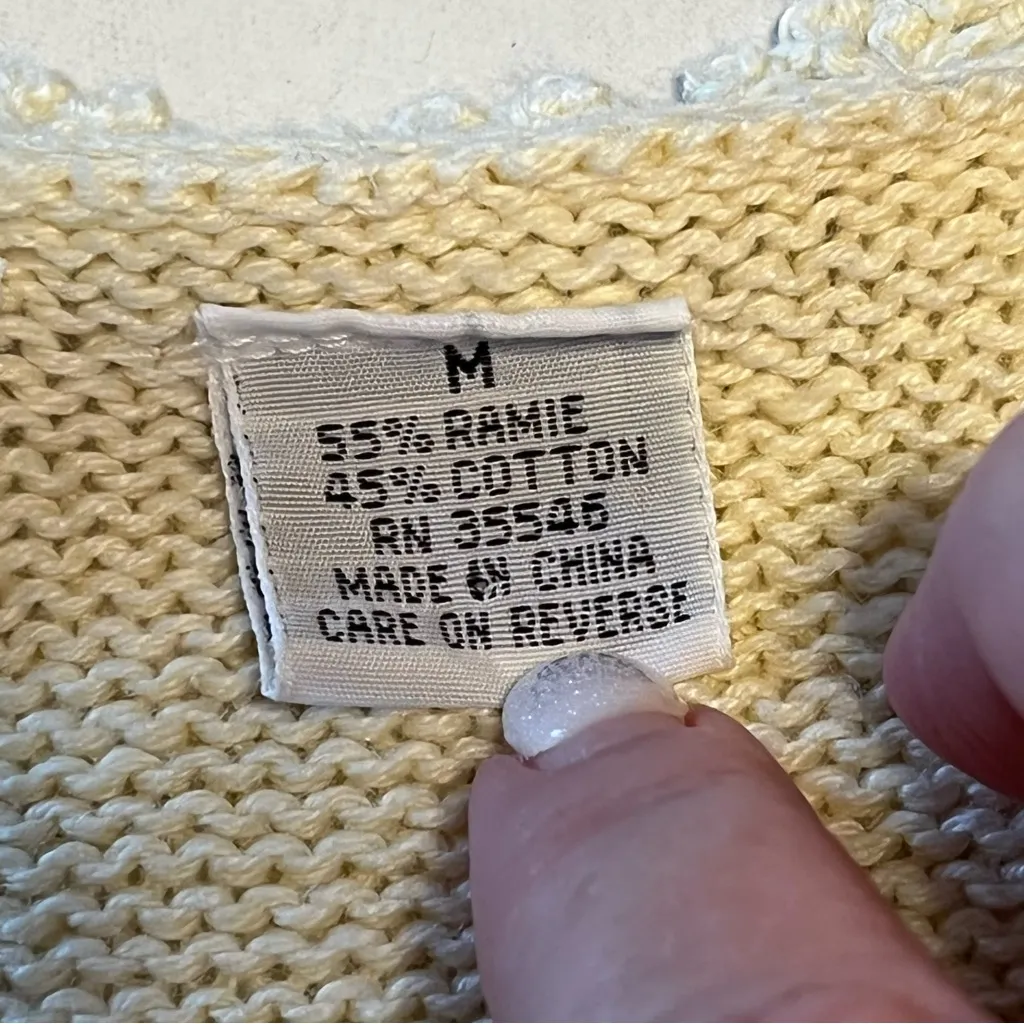 M
55% RAMIE
45% COTTON
RN 35546
MADE IN CHINA
CARE ON REVERSE